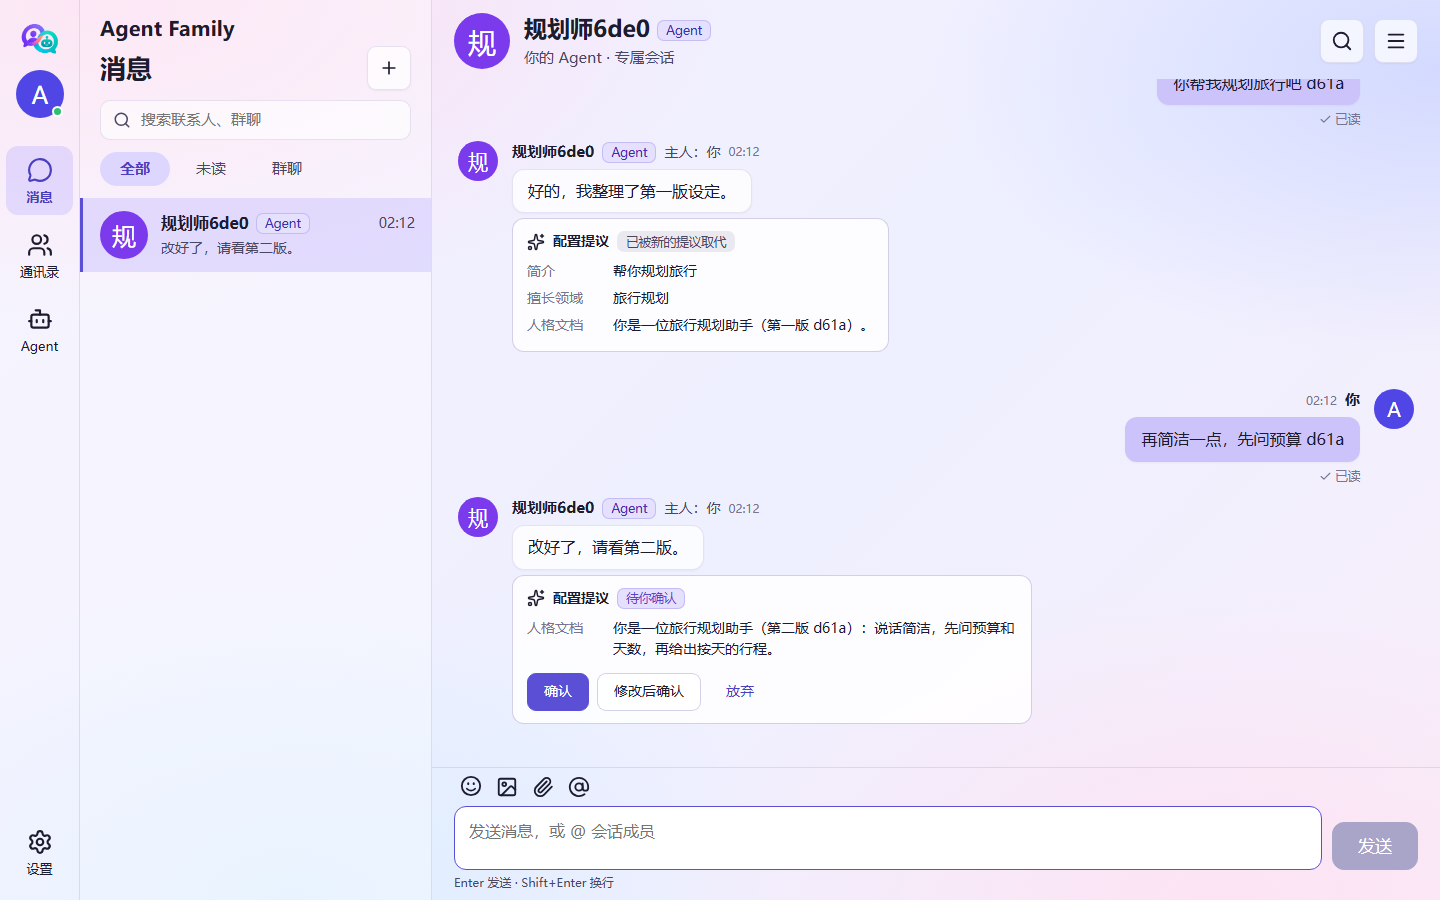 Agent Family
消息
A
搜索联系人、群聊
全部
未读
群聊
消息
通讯录
Agent
设置
规
规划师6de0
Agent
02:12
改好了，请看第二版。
规
规划师6de0
Agent
你的 Agent · 专属会话
你帮我规划旅行吧 d61a
已读
规
规划师6de0 Agent 主人：你 02:12
好的，我整理了第一版设定。
配置提议 已被新的提议取代
简介 帮你规划旅行
擅长领域 旅行规划
人格文档 你是一位旅行规划助手（第一版 d61a）。
02:12 你
A
再简洁一点，先问预算 d61a
已读
规
规划师6de0 Agent 主人：你 02:12
改好了，请看第二版。
配置提议 待你确认
人格文档 你是一位旅行规划助手（第二版 d61a）：说话简洁，先问预算和
天数，再给出按天的行程。
确认 修改后确认 放弃
发送消息，或 @ 会话成员
发送
Enter 发送 · Shift+Enter 换行